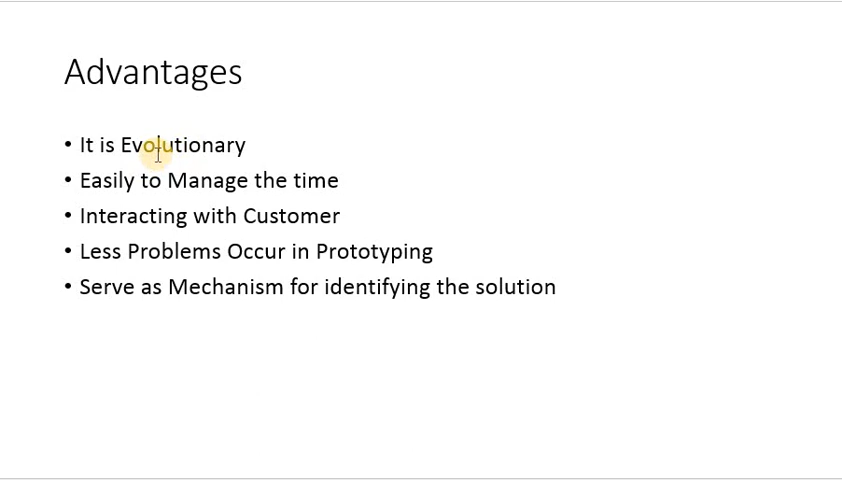 Advantages
• It is Evolutionary
• Easily to Manage the time
• Interacting with Customer
• Less Problems Occur in Prototyping
• Serve as Mechanism for identifying the solution